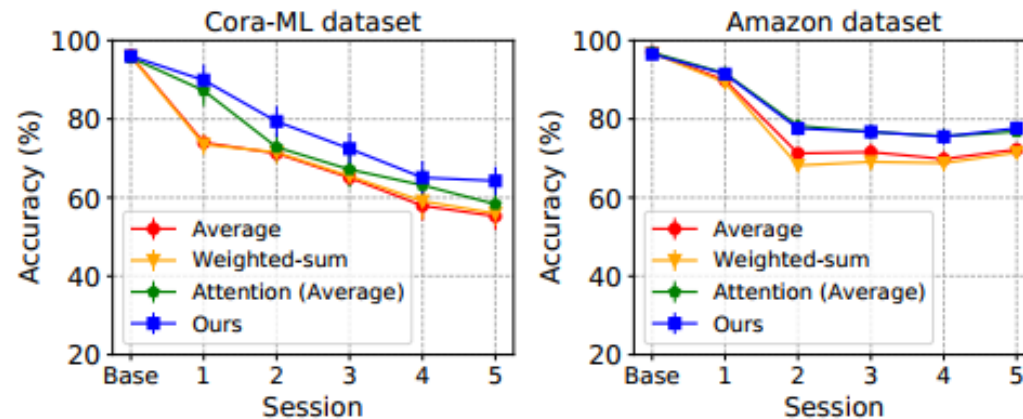 Cora-ML dataset
Accuracy (%)
100
80
60
40
20
Average
Weighted-sum
Attention (Average)
Ours
Base 1 2 3 4 5
Session
Amazon dataset
Accuracy (%)
100
80
60
40
20
Average
Weighted-sum
Attention (Average)
Ours
Base 1 2 3 4 5
Session